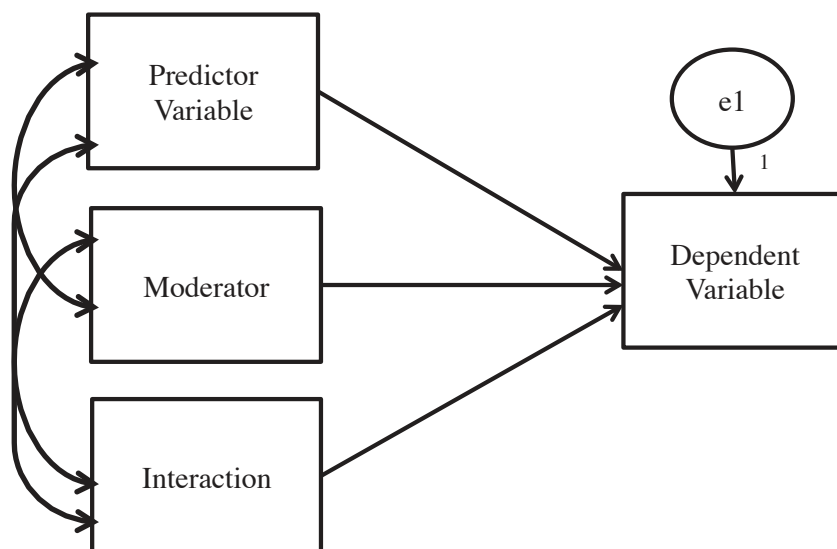 Predictor
Variable
e1
1
Dependent
Variable
Moderator
Interaction